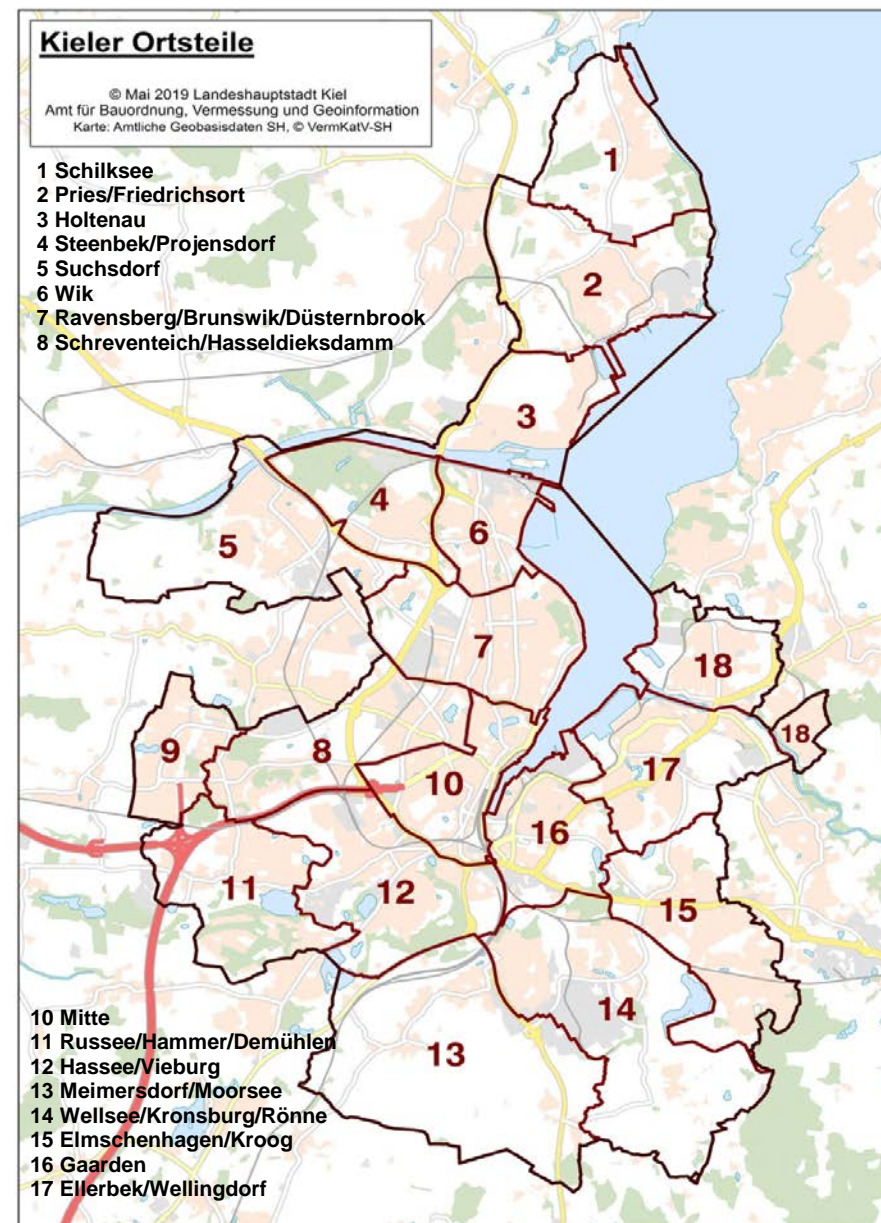 Kieler Ortsteile
© Mai 2019 Landeshauptstadt Kiel
Amt für Bauordnung, Vermessung und Geoinformation
Karte: Amtliche Geobasisdaten SH, © VermKatV-SH
1 Schilksee
2 Pries/Friedrichsort
3 Holtenau
4 Steenbek/Projensdorf
5 Suchsdorf
6 Wik
7 Ravensberg/Brunswik/Düsternbrook
8 Schreventeich/Hasseldieksdamm
1
2
3
4
6
5
7
18
18
9
8
10
17
16
11
12
15
14
13
10 Mitte
11 Russee/Hammer/Demühlen
12 Hassee/Vieburg
13 Meimersdorf/Moorsee
14 Wellsee/Kronsburg/Rönne
15 Elmschenhagen/Kroog
16 Gaarden
17 Ellerbek/Wellingdorf